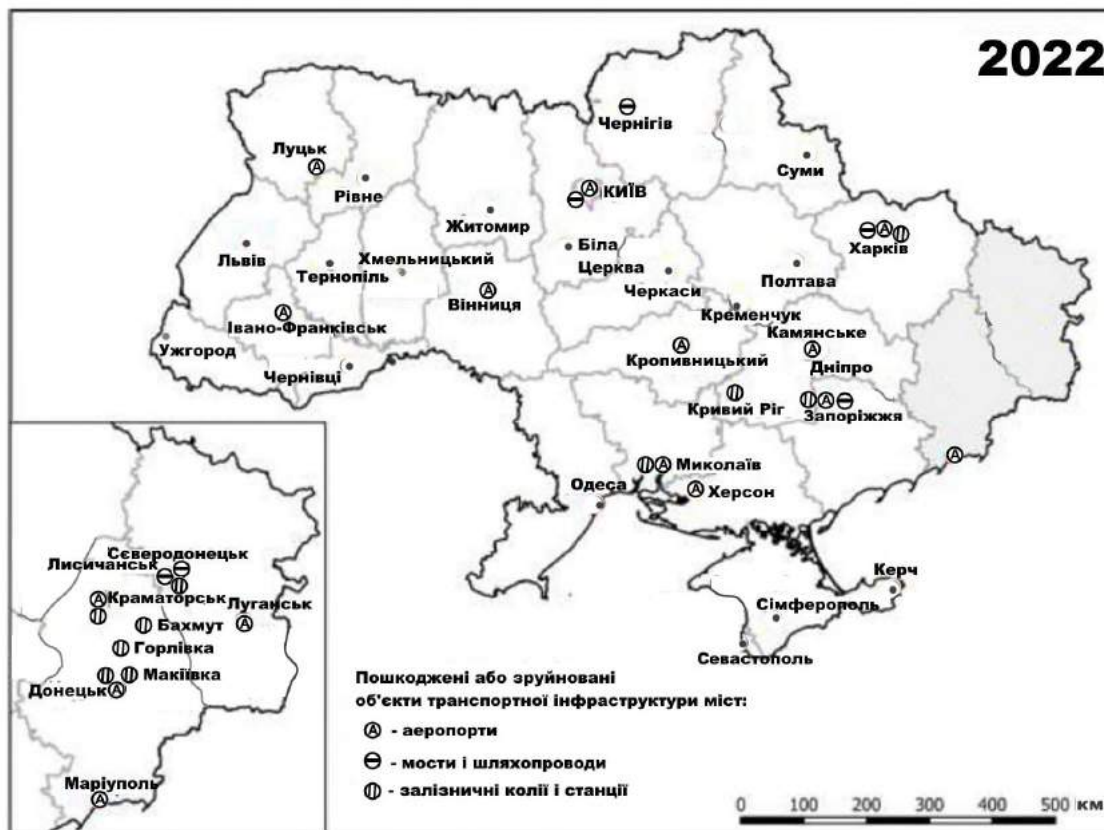 2022
Чернігів
Луцьк
Суми
Рівне
КИЇВ
Житомир
Харків
Львів
Тернопіль
Хмельницький
Біла
Церква
Черкаси
Полтава
Вінниця
Івано-Франківськ
Кременчук
Камянське
Ужгород
Кропивницький
Дніпро
Чернівці
Кривий Ріг
Запоріжжя
Миколаїв
Одеса
Херсон
Керч
Сімферополь
Севастополь
Сєверодонецьк
Лисичанськ
Краматорськ
Луганськ
Бахмут
Горлівка
Макіївка
Донецьк
Маріуполь
Пошкоджені або зруйновані
об'єкти транспортної інфраструктури міст:
А - аеропорти
- мости і шляхопроводи
- залізничні колії і станції
0 100 200 300 400 500 км